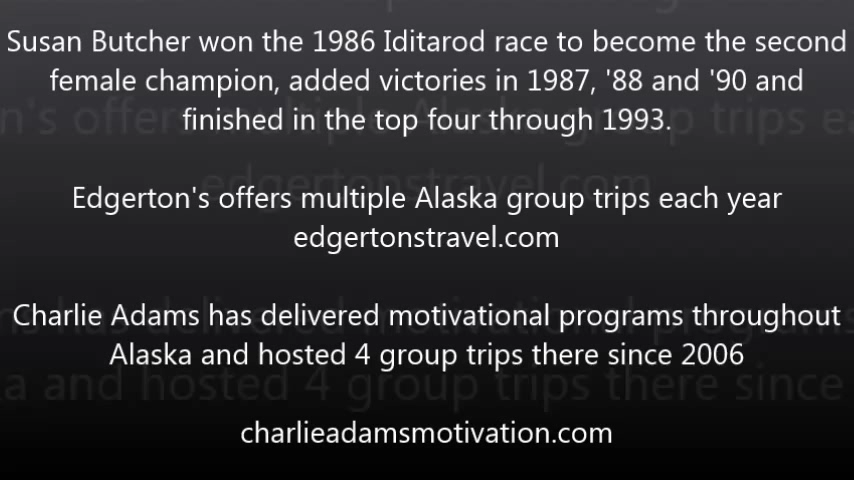 Susan Butcher won the 1986 Iditarod race to become the second
female champion, added victories in 1987, '88 and '90 and
finished in the top four through 1993.
Edgerton's offers multiple Alaska group trips each year
edgertonstravel.com
Charlie Adams has delivered motivational programs throughout
Alaska and hosted 4 group trips there since 2006
charlieadamsmotivation.com